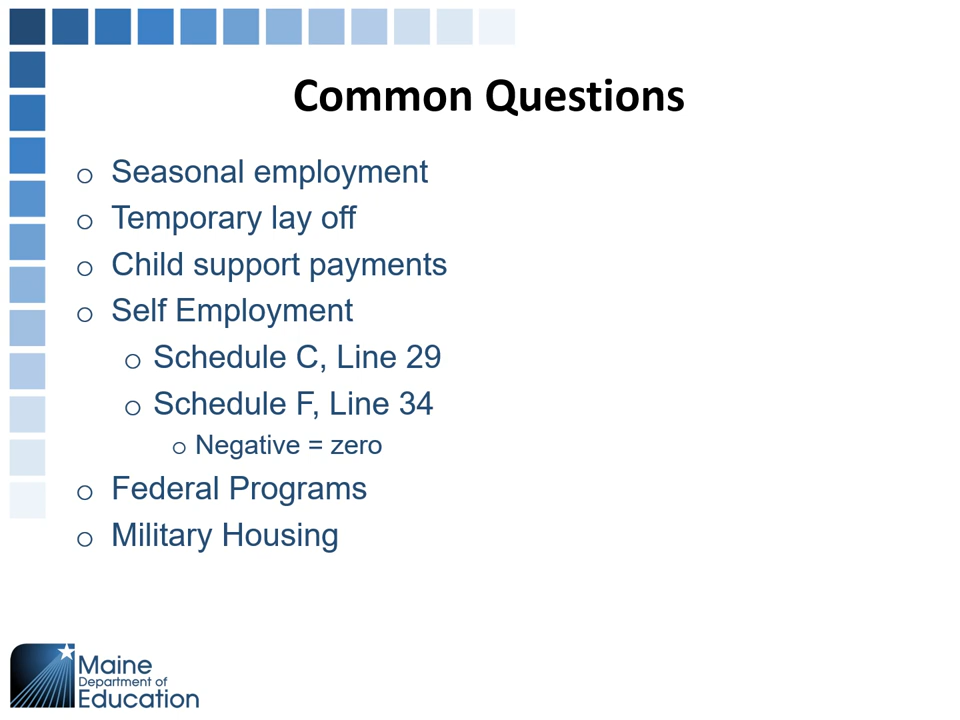 Common Questions
o Seasonal employment
o Temporary lay off
o Child support payments
o Self Employment
o Schedule C, Line 29
o Schedule F, Line 34
o Negative = zero
o Federal Programs
o Military Housing
Maine
Department of
Education